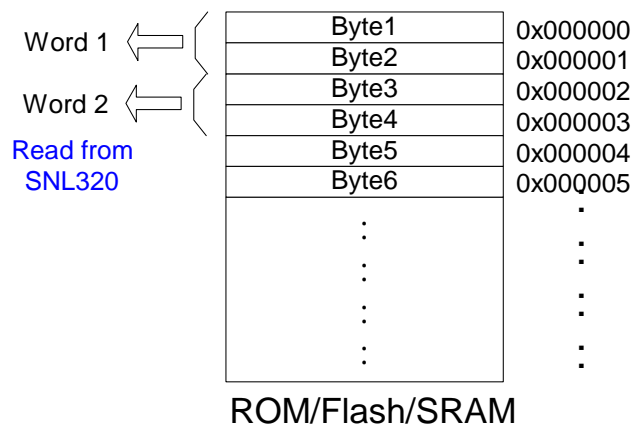 Byte1 0x000000
Word 1
Byte2 0x000001
Byte3 0x000002
Word 2
Byte4 0x000003
Read from
SNL320
Byte5 0x000004
Byte6 0x000005
ROM/Flash/SRAM